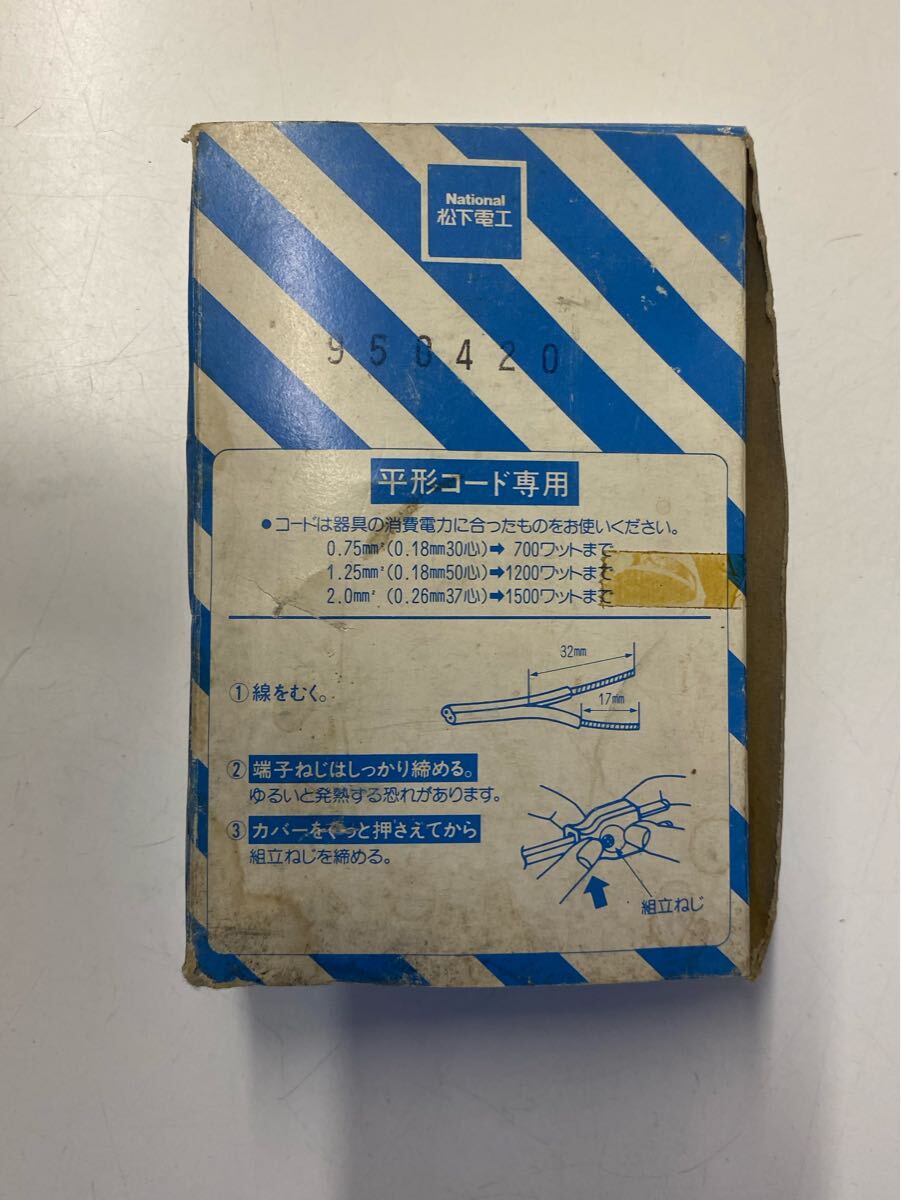 National
松下電工
950420
平形コード専用
●コードは器具の消費電力に合ったものをお使いください。
0.75mm²(0.18mm30心)➡700ワットまで
1.25mm²(0.18mm50心)➡1200ワットまで
2.0mm²(0.26mm37心)➡1500ワットまで
32mm
17mm
①線をむく。
②端子ねじはしっかり締める。
ゆるいと発熱する恐れがあります。
③カバーをぐっと押さえてから
組立ねじを締める。
組立ねじ